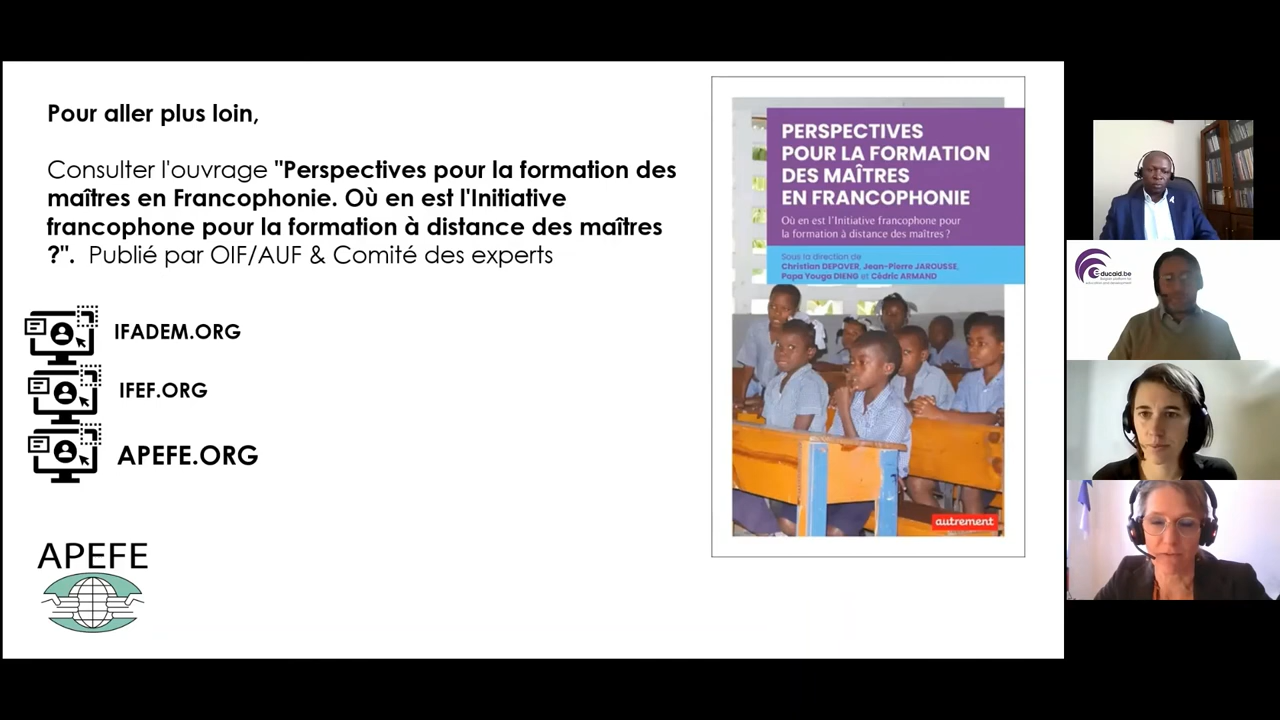 Pour aller plus loin,
Consulter l'ouvrage "Perspectives pour la formation des
maîtres en Francophonie. Où en est l'Initiative
francophone pour la formation à distance des maîtres
?". Publié par OIF/AUF & Comité des experts
IFADEM.ORG
IFEF.ORG
APEFE.ORG
APEFE
PERSPECTIVES
POUR LA FORMATION
DES MAÎTRES
EN FRANCOPHONIE
Où en est l'Initiative francophone pour
la formation à distance des maîtres ?
Sous la direction de
Christian DEPOVER, Jean-Pierre JAROUSSE,
Papa Youga DIENG et Cédric ARMAND
autrement
educaid.be